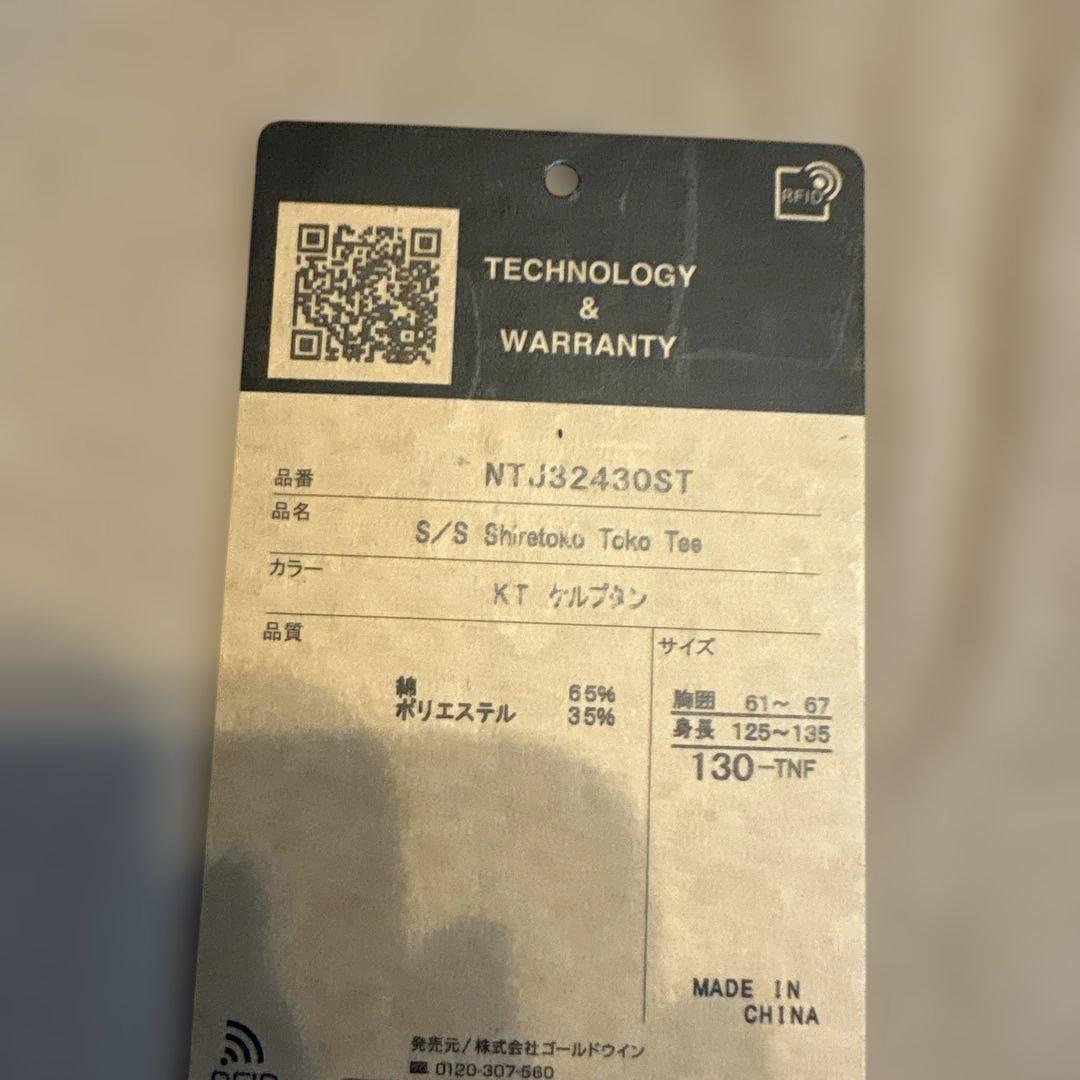 RFID
TECHNOLOGY
&
WARRANTY
品番 NTJ32430ST
品名 S/S Shiretoko Toko Tee
カラー KT ケルプタン
品質
綿 65%
ポリエステル 35%
サイズ
胸囲 61~ 67
身長 125~135
130-TNF
MADE IN
CHINA
発売元/株式会社ゴールドウイン
0120-307-560
RFID